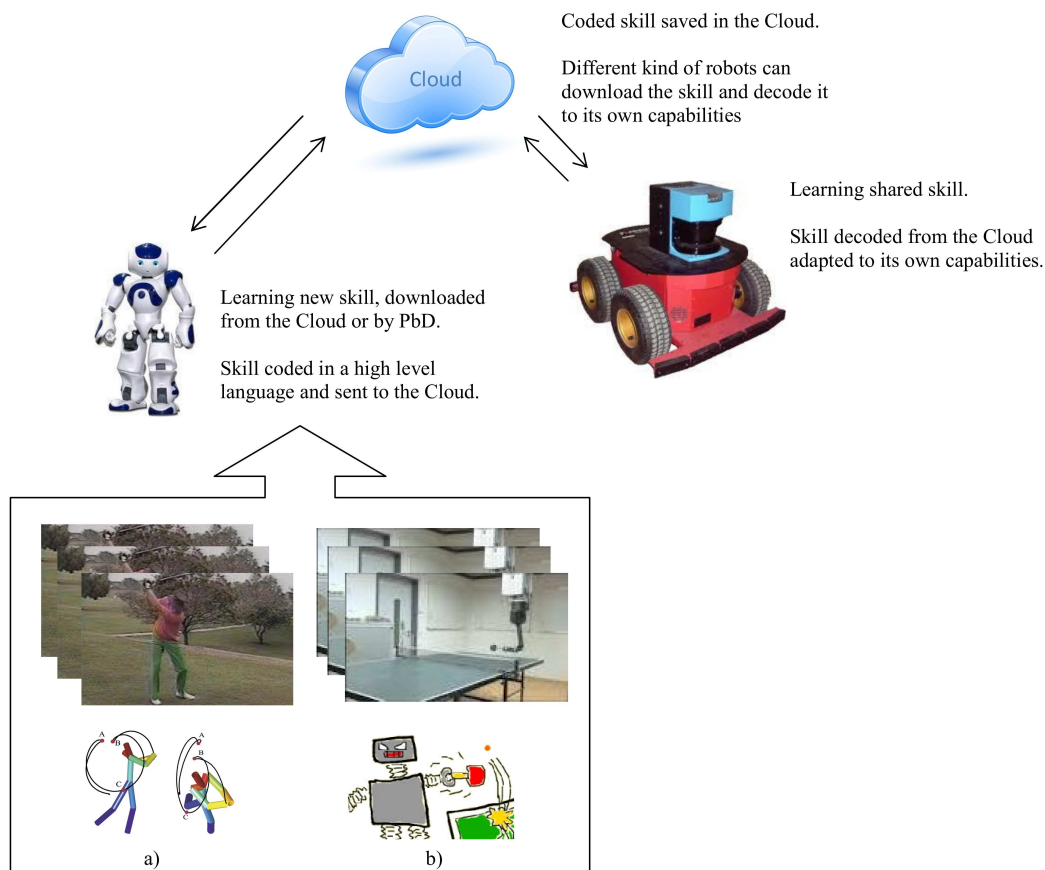 Coded skill saved in the Cloud.
Different kind of robots can
download the skill and decode it
to its own capabilities
Cloud
Learning shared skill.
Skill decoded from the Cloud
adapted to its own capabilities.
Learning new skill, downloaded
from the Cloud or by PbD.
Skill coded in a high level
language and sent to the Cloud.
A
B
C
A
B
C
a)
b)